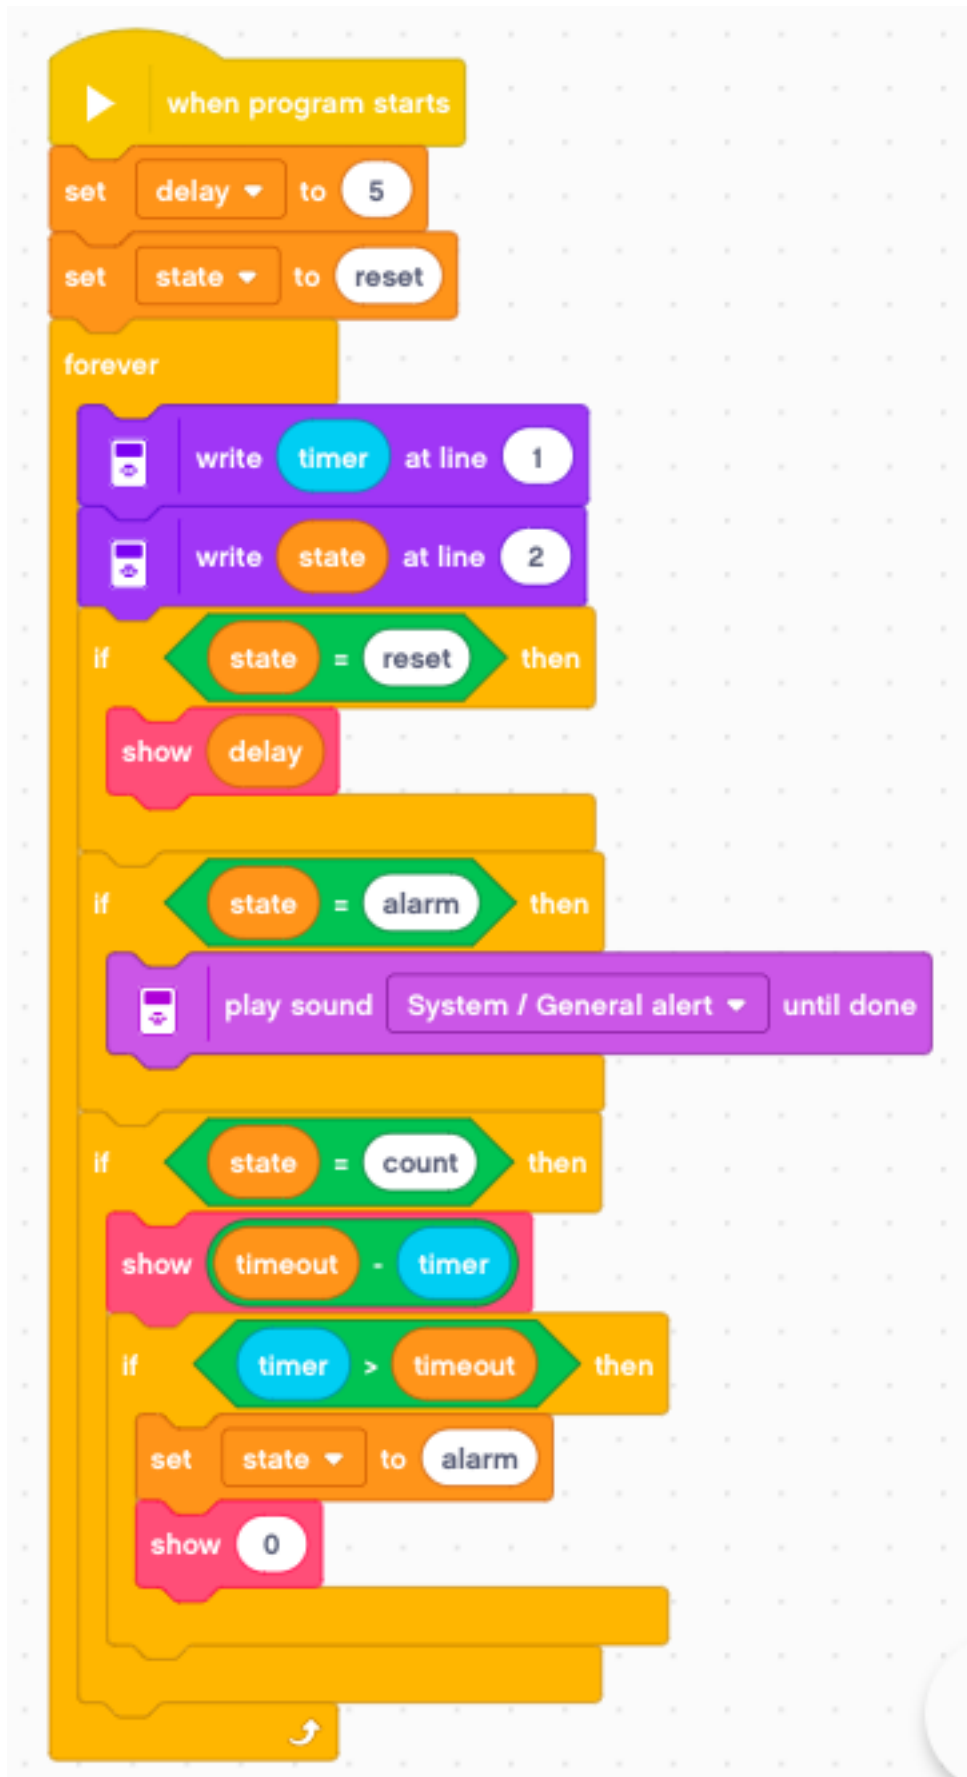 when program starts
set delay to 5
set state to reset
forever
write timer at line 1
write state at line 2
if state = reset then
show delay
if state = alarm then
play sound System / General alert until done
if state = count then
show timeout - timer
if timer > timeout then
set state to alarm
show 0